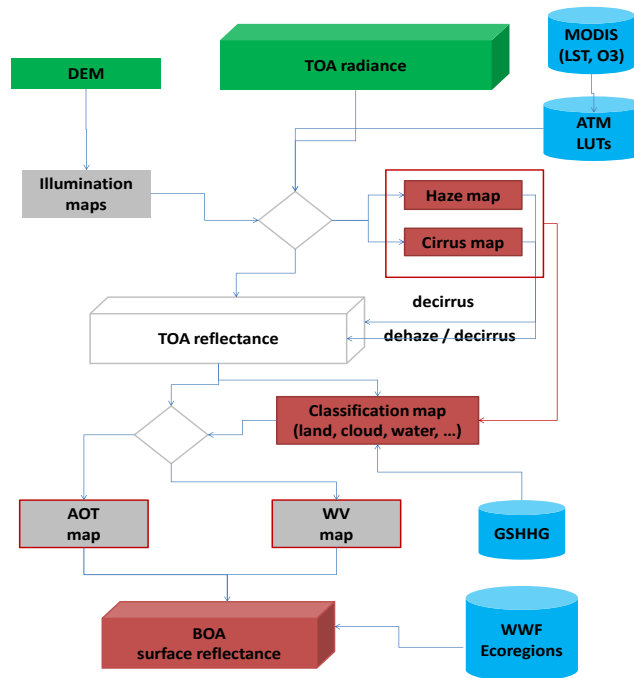 MODIS
(LST, O3)
TOA radiance
DEM
ATM
LUTs
Illumination
maps
Haze map
Cirrus map
decirrus
TOA reflectance
dehaze / decirrus
Classification map
(land, cloud, water, ...)
AOT
map
WV
map
GSHHG
BOA
surface reflectance
WWF
Ecoregions